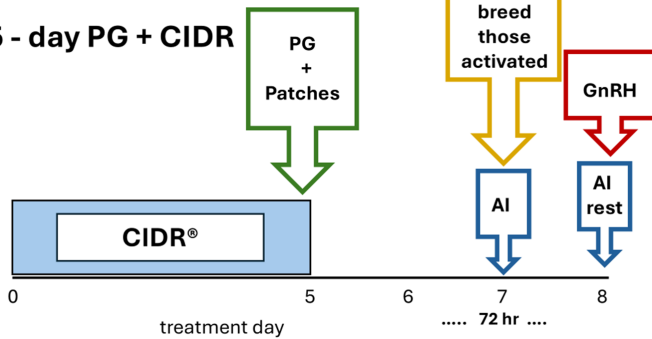 5 - day PG + CIDR
PG
+
Patches
breed
those
activated
GnRH
AI
AI
rest
CIDR®
0
5
6
7
8
treatment day
..... 72 hr ....